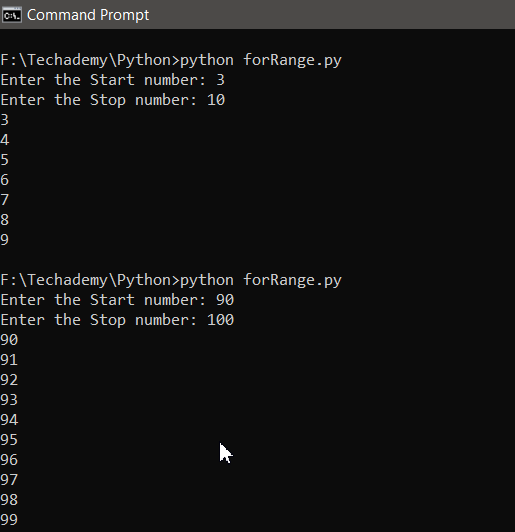 Command Prompt
F:\Techademy\Python>python forRange.py
Enter the Start number: 3
Enter the Stop number: 10
3
4
5
6
7
8
9
F:\Techademy\Python>python forRange.py
Enter the Start number: 90
Enter the Stop number: 100
90
91
92
93
94
95
96
97
98
99